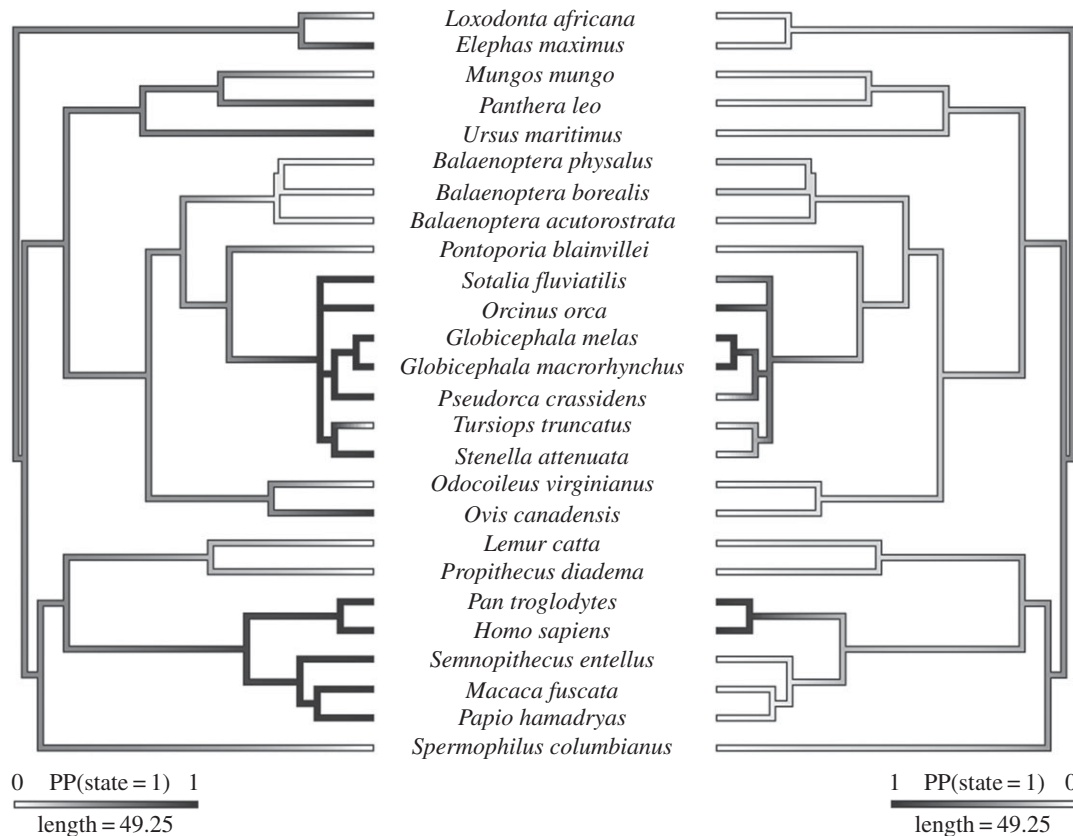 Loxodonta africana
Elephas maximus
Mungos mungo
Panthera leo
Ursus maritimus
Balaenoptera physalus
Balaenoptera borealis
Balaenoptera acutorostrata
Pontoporia blainvillei
Sotalia fluviatilis
Orcinus orca
Globicephala melas
Globicephala macrorhynchus
Pseudorca crassidens
Tursiops truncatus
Stenella attenuata
Odocoileus virginianus
Ovis canadensis
Lemur catta
Propithecus diadema
Pan troglodytes
Homo sapiens
Semnopithecus entellus
Macaca fuscata
Papio hamadryas
Spermophilus columbianus
0 PP(state = 1) 1
length = 49.25
1 PP(state = 1) 0
length = 49.25